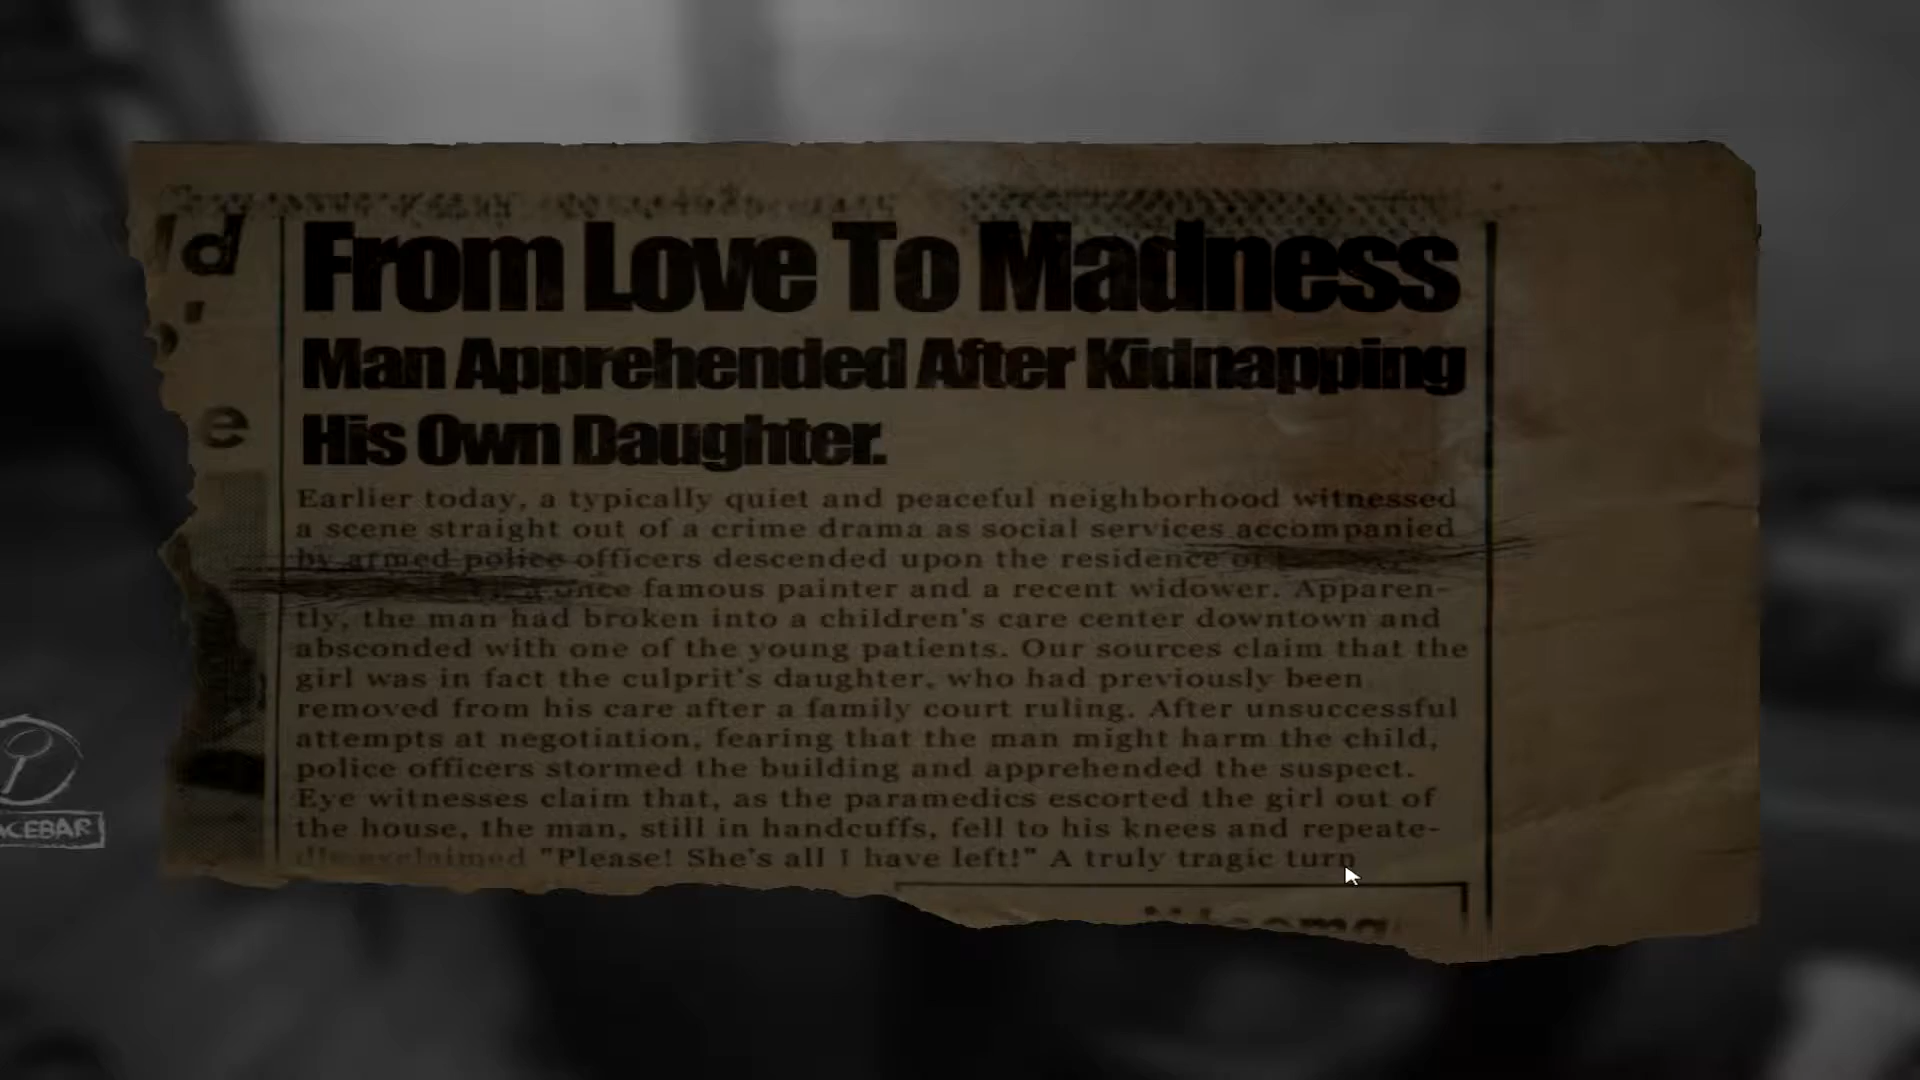 From Love To Madness
Man Apprehended After Kidnapping
His Own Daughter.
Earlier today, a typically quiet and peaceful neighborhood witnessed
a scene straight out of a crime drama as social services accompanied
by armed police officers descended upon the residence of
once famous painter and a recent widower. Apparen-
tly, the man had broken into a children's care center downtown and
absconded with one of the young patients. Our sources claim that the
girl was in fact the culprit's daughter, who had previously been
removed from his care after a family court ruling. After unsuccessful
attempts at negotiation, fearing that the man might harm the child,
police officers stormed the building and apprehended the suspect.
Eye witnesses claim that, as the paramedics escorted the girl out of
the house, the man, still in handcuffs, fell to his knees and repeate-
dly exclaimed "Please! She's all I have left!" A truly tragic turn
d
e
ACEBAR